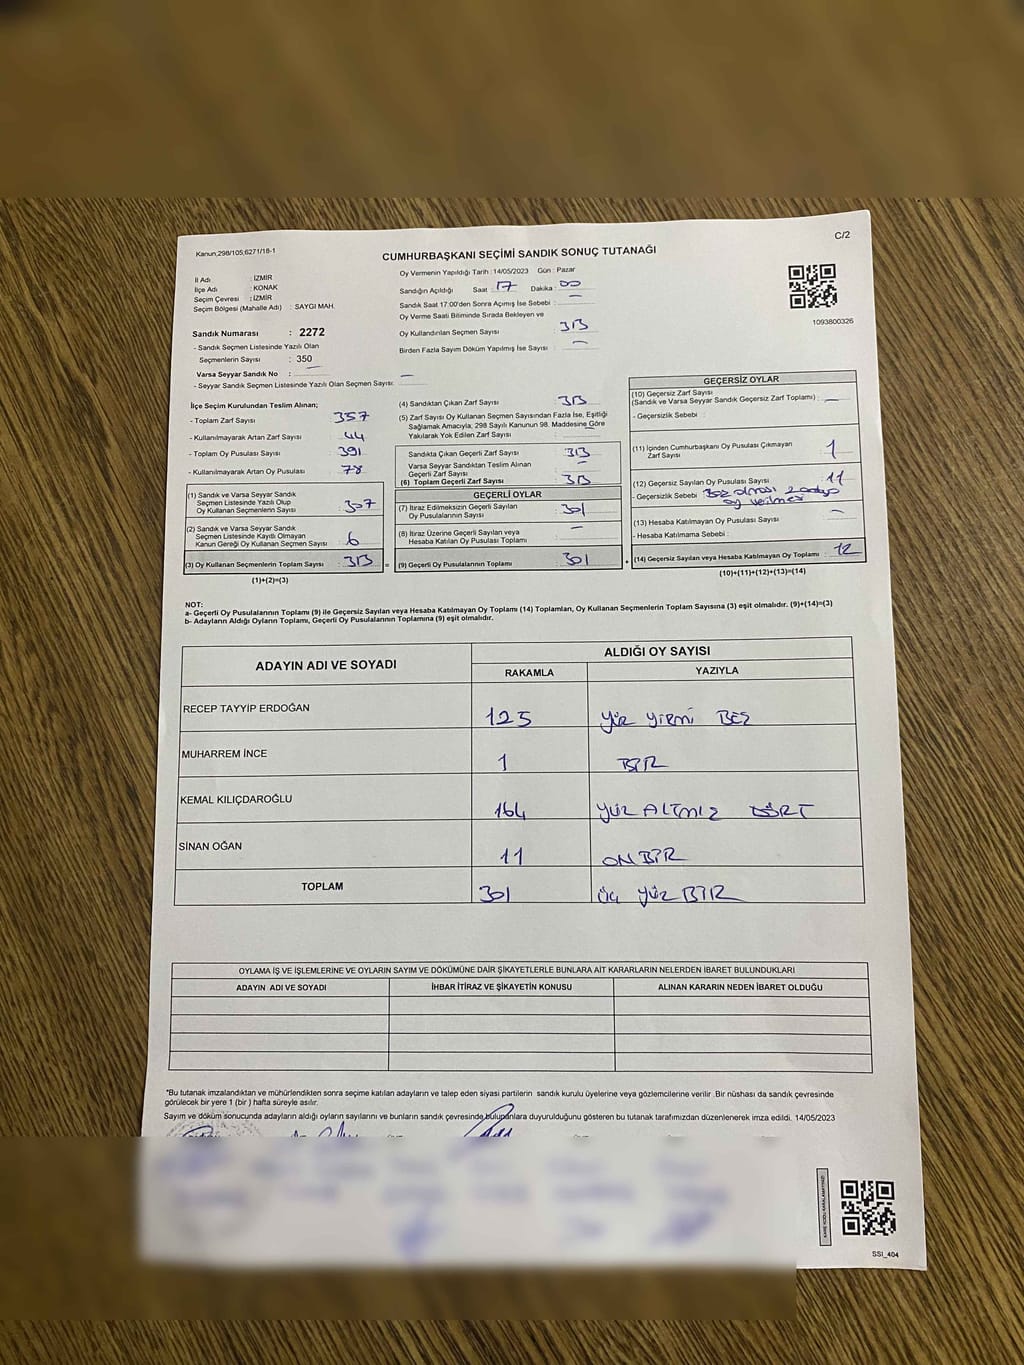 Kanun,298/105;6271/18-1
C/2
CUMHURBAŞKANI SEÇİMİ SANDIK SONUÇ TUTANAĞI
İl Adı : İZMİR
İlçe Adı : KONAK
Seçim Çevresi : İZMİR
Seçim Bölgesi (Mahalle Adı) : SAYGI MAH.
Sandık Numarası : 2272
- Sandık Seçmen Listesinde Yazılı Olan
Seçmenlerin Sayısı : 350
Varsa Seyyar Sandık No :
- Seyyar Sandık Seçmen Listesinde Yazılı Olan Seçmen Sayısı: —
Oy Vermenin Yapıldığı Tarih : 14/05/2023 Gün : Pazar
Sandığın Açıldığı Saat : 17 Dakika : 00
Sandık Saat 17:00'den Sonra Açımış İse Sebebi : —
Oy Verme Saati Bitiminde Sırada Bekleyen ve
Oy Kullandırılan Seçmen Sayısı 313
Birden Fazla Sayım Döküm Yapılmış İse Sayısı : —
1093800326
İlçe Seçim Kurulundan Teslim Alınan;
- Toplam Zarf Sayısı : 357
- Kullanılmayarak Artan Zarf Sayısı : 44
- Toplam Oy Pusulası Sayısı : 391
- Kullanılmayarak Artan Oy Pusulası : 78
(1) Sandık ve Varsa Seyyar Sandık
Seçmen Listesinde Yazılı Olup
Oy Kullanan Seçmenlerin Sayısı : 307
(2) Sandık ve Varsa Seyyar Sandık
Seçmen Listesinde Kayıtlı Olmayan
Kanun Gereği Oy Kullanan Seçmen Sayısı : 6
(3) Oy Kullanan Seçmenlerin Toplam Sayısı : 313
(1)+(2)=(3)
(4) Sandıktan Çıkan Zarf Sayısı : 313
(5) Zarf Sayısı Oy Kullanan Seçmen Sayısından Fazla İse, Eşitliği
Sağlamak Amacıyla, 298 Sayılı Kanunun 98. Maddesine Göre
Yakılarak Yok Edilen Zarf Sayısı : —
Sandıkta Çıkan Geçerli Zarf Sayısı : 313
Varsa Seyyar Sandıktan Teslim Alınan
Geçerli Zarf Sayısı : —
(6) Toplam Geçerli Zarf Sayısı : 313
GEÇERLİ OYLAR
(7) İtiraz Edilmeksizin Geçerli Sayılan
Oy Pusulalarının Sayısı : 301
(8) İtiraz Üzerine Geçerli Sayılan veya
Hesaba Katılan Oy Pusulası Toplamı : —
=
(9) Geçerli Oy Pusulalarının Toplamı : 301
+
GEÇERSİZ OYLAR
(10) Geçersiz Zarf Sayısı
(Sandık ve Varsa Seyyar Sandık Geçersiz Zarf Toplamı) : —
- Geçersizlik Sebebi :
(11) İçinden Cumhurbaşkanı Oy Pusulası Çıkmayan
Zarf Sayısı : 1
(12) Geçersiz Sayılan Oy Pusulası Sayısı : 11
- Geçersizlik Sebebi Boz olması 2 adaya
oy verilmesi
(13) Hesaba Katılmayan Oy Pusulası Sayısı : —
- Hesaba Katılmama Sebebi :
(14) Geçersiz Sayılan veya Hesaba Katılmayan Oy Toplamı : 12
(10)+(11)+(12)+(13)=(14)
NOT:
a- Geçerli Oy Pusulalarının Toplamı (9) ile Geçersiz Sayılan veya Hesaba Katılmayan Oy Toplamı (14) Toplamları, Oy Kullanan Seçmenlerin Toplam Sayısına (3) eşit olmalıdır. (9)+(14)=(3)
b- Adayların Aldığı Oyların Toplamı, Geçerli Oy Pusulalarının Toplamına (9) eşit olmalıdır.
ADAYIN ADI VE SOYADI
ALDIĞI OY SAYISI
RAKAMLA YAZIYLA
RECEP TAYYİP ERDOĞAN 125 YÜZ YİRMİ BEŞ
MUHARREM İNCE 1 BİR
KEMAL KILIÇDAROĞLU 164 YÜZ ALTMIŞ DÖRT
SİNAN OĞAN 11 ON BİR
TOPLAM 301 ÜÇ YÜZ BİR
OYLAMA İŞ VE İŞLEMLERİNE VE OYLARIN SAYIM VE DÖKÜMÜNE DAİR ŞİKAYETLERLE BUNLARA AİT KARARLARIN NELERDEN İBARET BULUNDUKLARI
ADAYIN ADI VE SOYADI İHBAR İTİRAZ VE ŞİKAYETİN KONUSU ALINAN KARARIN NEDEN İBARET OLDUĞU
*Bu tutanak imzalandıktan ve mühürlendikten sonra seçime katılan adayların ve talep eden siyasi partilerin sandık kurulu üyelerine veya gözlemcilerine verilir .Bir nüshası da sandık çevresinde
görülecek bir yere 1 (bir ) hafta süreyle asılır.
Sayım ve döküm sonucunda adayların aldığı oyların sayılarını ve bunların sandık çevresinde bulunanlara duyurulduğunu gösteren bu tutanak tarafımızdan düzenlenerek imza edildi. 14/05/2023
SSI_404